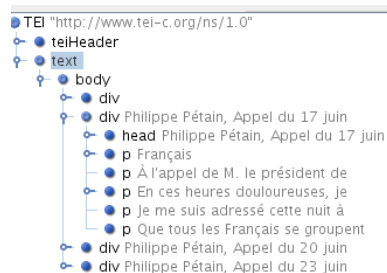 TEI "http://www.tei-c.org/ns/1.0"
teiHeader
text
body
div
div Philippe Pétain, Appel du 17 juin
head Philippe Pétain, Appel du 17 juin
p Français
p À l'appel de M. le président de
p En ces heures douloureuses, je
p Je me suis adressé cette nuit à
p Que tous les Français se groupent
div Philippe Pétain, Appel du 20 juin
div Philippe Pétain, Appel du 23 juin